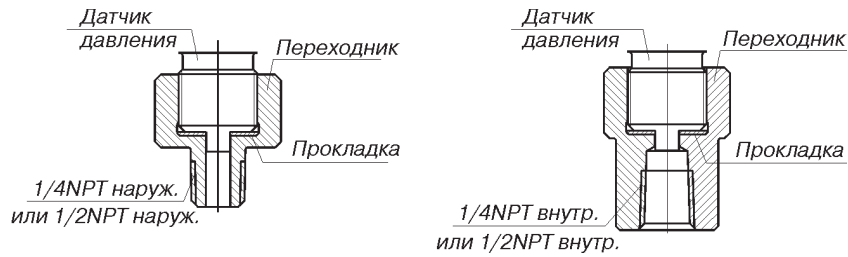 Датчик
давления
Переходник
Прокладка
1/4NPT наруж.
или 1/2NPT наруж.
Датчик
давления
Переходник
Прокладка
1/4NPT внутр.
или 1/2NPT внутр.